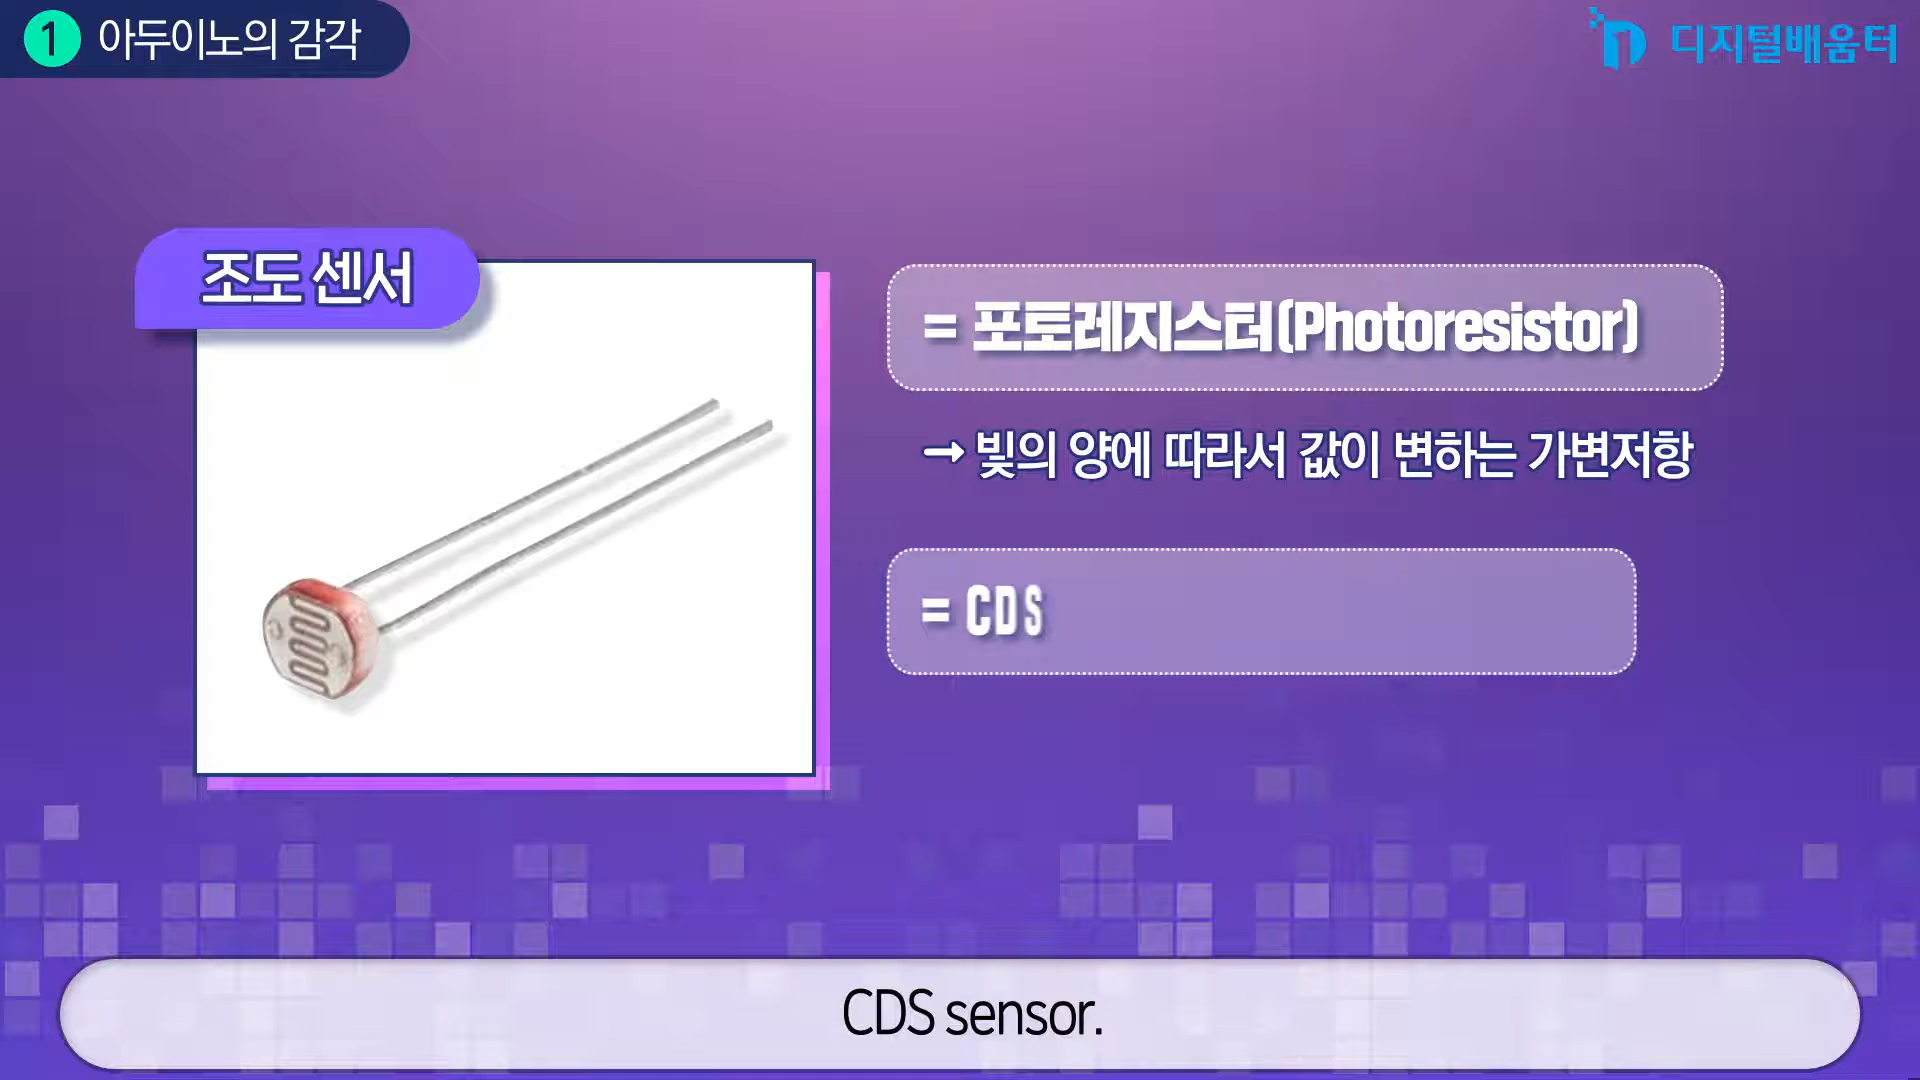 1 아두이노의 감각
디지털배움터
조도 센서
= 포토레지스터(Photoresistor)
→ 빛의 양에 따라서 값이 변하는 가변저항
= CDS
CDS sensor.